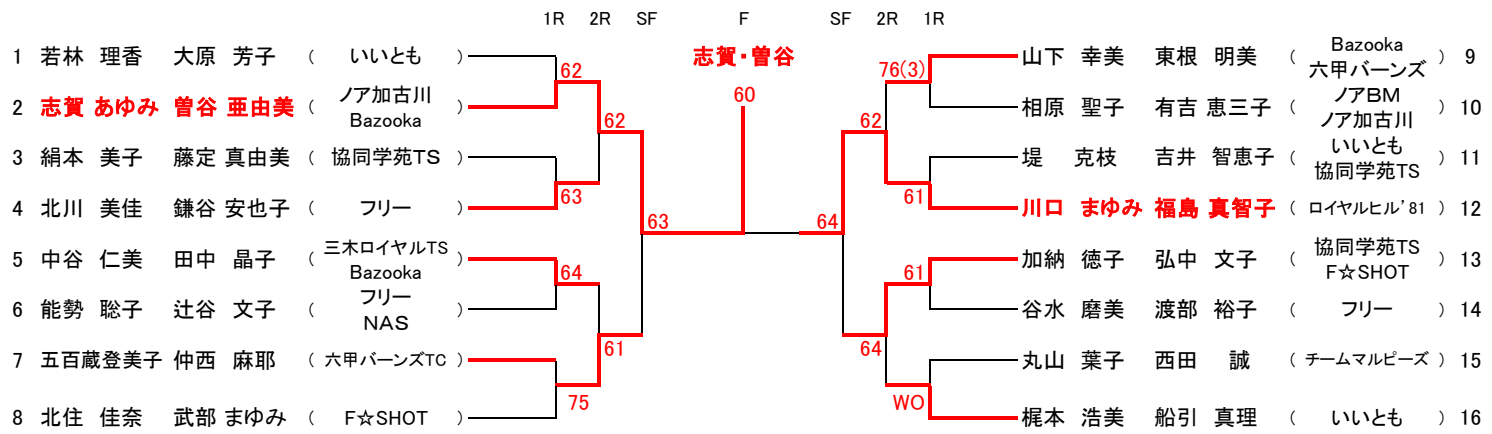 1R 2R SF F SF 2R 1R
志賀・曽谷
1 若林 理香 大原 芳子 ( いいとも )
62
2 志賀 あゆみ 曽谷 亜由美 ( ノア加古川 Bazooka )
62
3 絹本 美子 藤定 真由美 ( 協同学苑TS )
63
4 北川 美佳 鎌谷 安也子 ( フリー )
63
5 中谷 仁美 田中 晶子 ( 三木ロイヤルTS Bazooka )
64
6 能勢 聡子 辻谷 文子 ( フリー NAS )
61
7 五百蔵登美子 仲西 麻耶 ( 六甲バーンズTC )
75
8 北住 佳奈 武部 まゆみ ( F☆SHOT )
60
山下 幸美 東根 明美 ( Bazooka 六甲バーンズ ) 9
76(3)
相原 聖子 有吉 恵三子 ( ノアBM ノア加古川 ) 10
62
堤 克枝 吉井 智恵子 ( いいとも 協同学苑TS ) 11
61
川口 まゆみ 福島 真智子 ( ロイヤルヒル'81 ) 12
64
加納 徳子 弘中 文子 ( 協同学苑TS F☆SHOT ) 13
61
谷水 磨美 渡部 裕子 ( フリー ) 14
64
丸山 葉子 西田 誠 ( チームマルピーズ ) 15
WO
梶本 浩美 船引 真理 ( いいとも ) 16